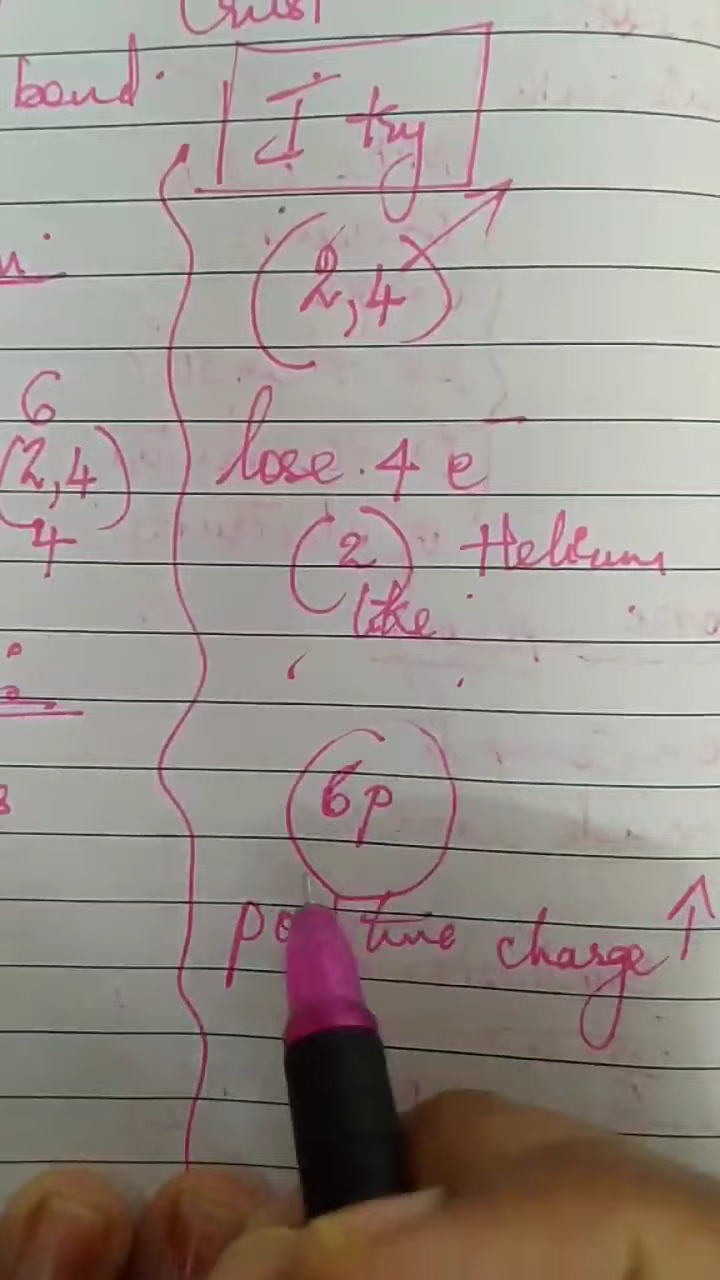 bond.
I try
(2,4)
6
(2,4)
4
lose 4 e
(2) Helium
like
6p
positive charge ↑